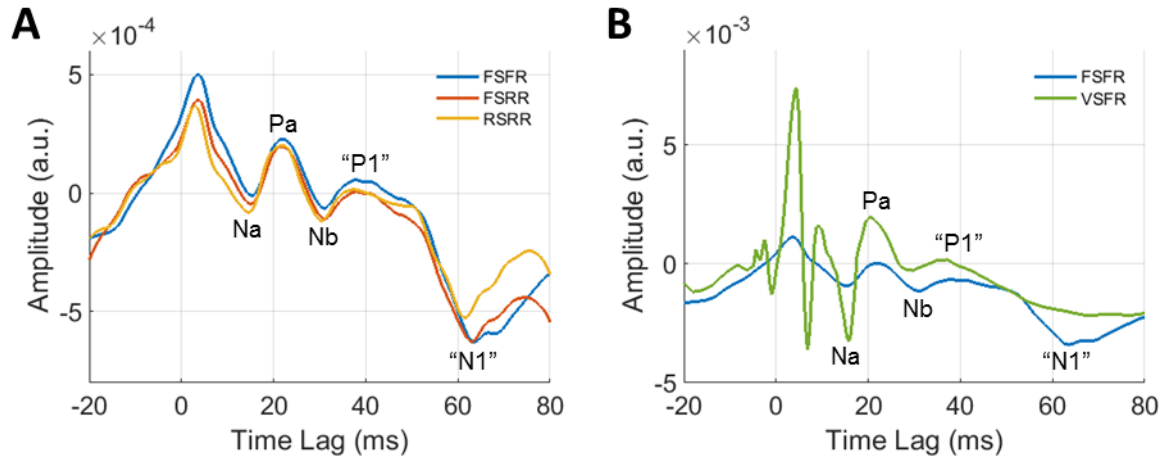 A
×10⁻⁴
FSFR
FSRR
RSRR
5
0
-5
Amplitude (a.u.)
Pa
"P1"
Na
Nb
"N1"
-20 0 20 40 60 80
Time Lag (ms)
B
×10⁻³
FSFR
VSFR
5
0
-5
Amplitude (a.u.)
Pa
"P1"
Nb
Na
"N1"
-20 0 20 40 60 80
Time Lag (ms)